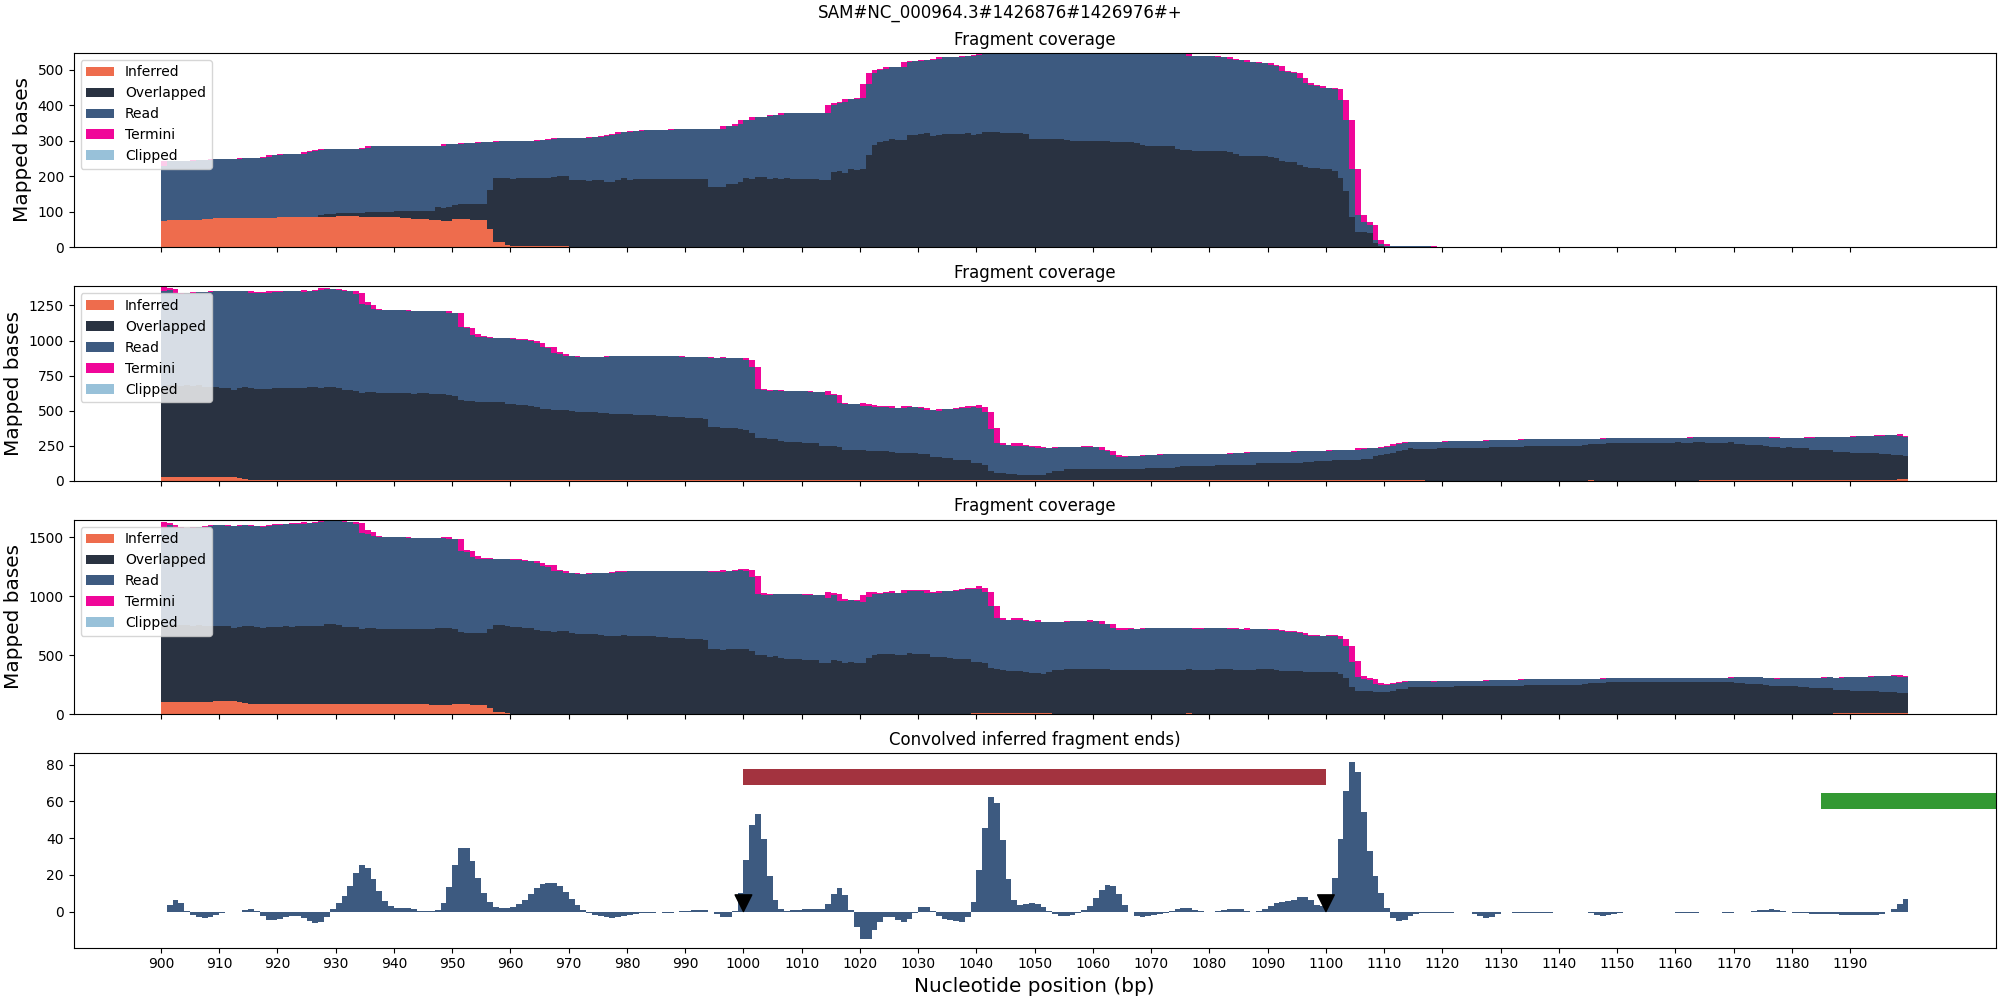 SAM#NC_000964.3#1426876#1426976#+
Fragment coverage
Mapped bases
500
400
300
200
100
0
Inferred
Overlapped
Read
Termini
Clipped
Fragment coverage
Mapped bases
1250
1000
750
500
250
0
Inferred
Overlapped
Read
Termini
Clipped
Fragment coverage
Mapped bases
1500
1000
500
0
Inferred
Overlapped
Read
Termini
Clipped
Convolved inferred fragment ends)
80
60
40
20
0
900 910 920 930 940 950 960 970 980 990 1000 1010 1020 1030 1040 1050 1060 1070 1080 1090 1100 1110 1120 1130 1140 1150 1160 1170 1180 1190
Nucleotide position (bp)